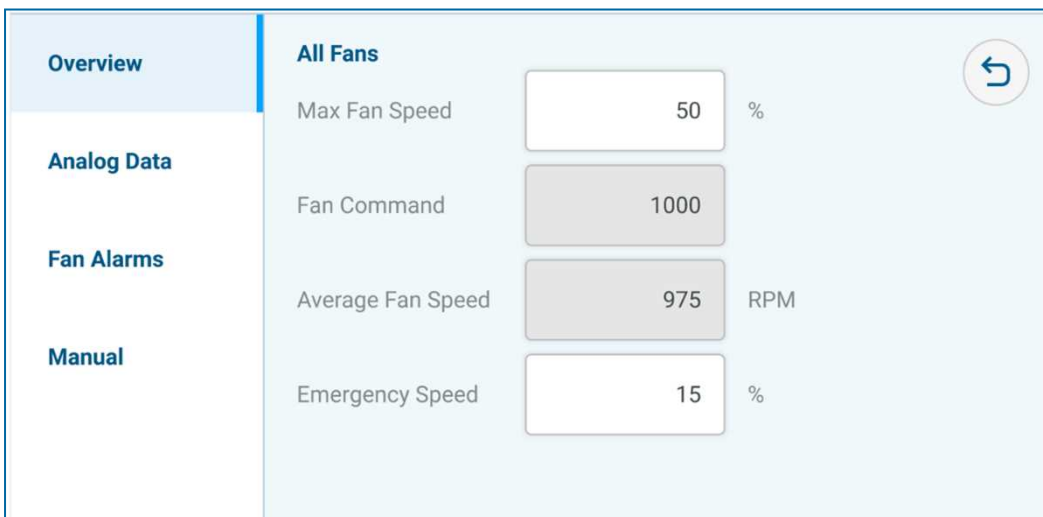 Overview
Analog Data
Fan Alarms
Manual
All Fans
Max Fan Speed 50 %
Fan Command 1000
Average Fan Speed 975 RPM
Emergency Speed 15 %